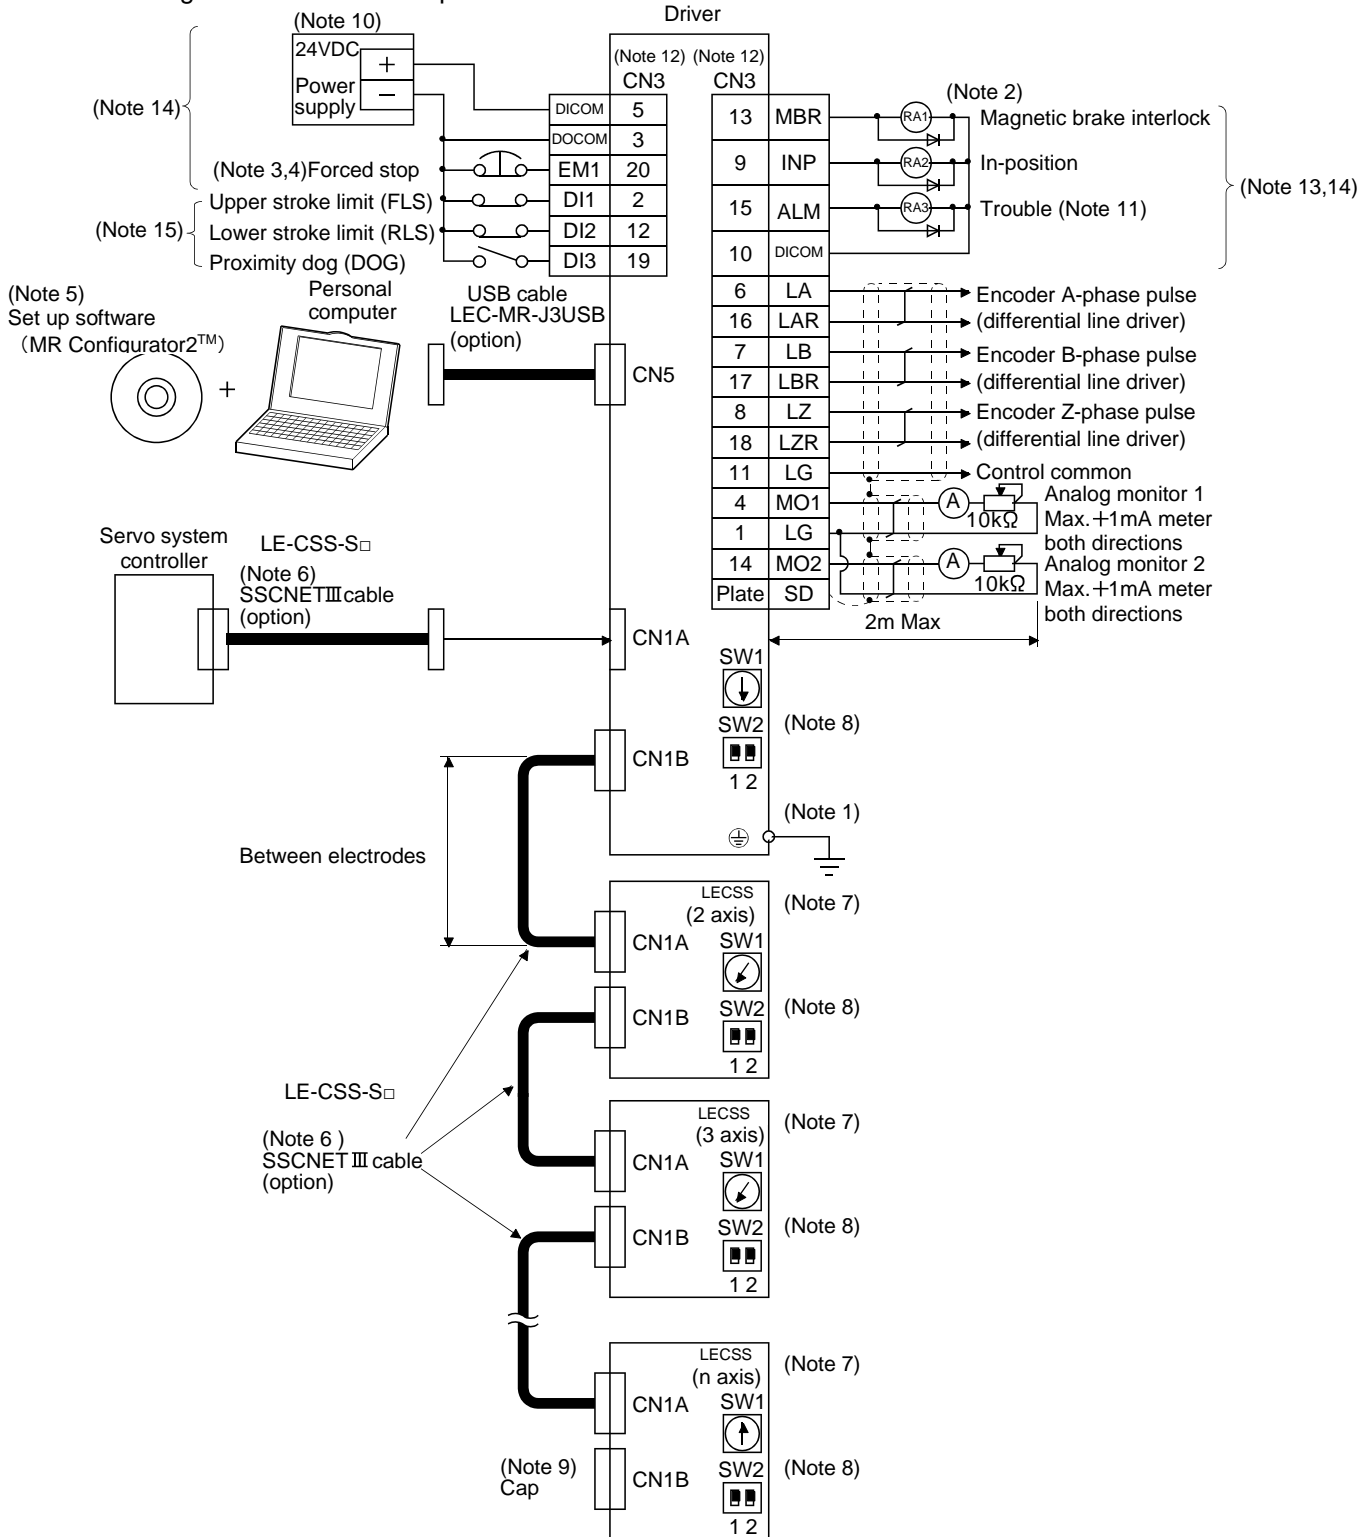 Driver
(Note 10)
24VDC
+
Power
supply
−
(Note 14)
(Note 12) (Note 12)
CN3 CN3
DICOM 5
DOCOM 3
(Note 3,4)Forced stop EM1 20
Upper stroke limit (FLS) DI1 2
(Note 15)
Lower stroke limit (RLS) DI2 12
Proximity dog (DOG) DI3 19
(Note 2)
13 MBR RA1 Magnetic brake interlock
9 INP RA2 In-position
15 ALM RA3 Trouble (Note 11)
10 DICOM
(Note 13,14)
6 LA Encoder A-phase pulse
16 LAR (differential line driver)
7 LB Encoder B-phase pulse
17 LBR (differential line driver)
8 LZ Encoder Z-phase pulse
18 LZR (differential line driver)
11 LG Control common
4 MO1 A 10kΩ Analog monitor 1
Max.+1mA meter
both directions
1 LG
14 MO2 A 10kΩ Analog monitor 2
Max.+1mA meter
both directions
Plate SD
2m Max
(Note 5)
Set up software
(MR Configurator2™)
+
Personal
computer
USB cable
LEC-MR-J3USB
(option)
CN5
Servo system
controller
LE-CSS-S□
(Note 6)
SSCNETⅢ cable
(option)
CN1A
SW1
SW2 (Note 8)
1 2
CN1B
(Note 1)
Between electrodes
LECSS
(2 axis)
(Note 7)
CN1A
SW1
CN1B
SW2 (Note 8)
1 2
LE-CSS-S□
(Note 6 )
SSCNETⅢ cable
(option)
LECSS
(3 axis)
(Note 7)
CN1A
SW1
CN1B
SW2 (Note 8)
1 2
LECSS
(n axis)
(Note 7)
CN1A
SW1
(Note 9)
Cap
CN1B
SW2 (Note 8)
1 2